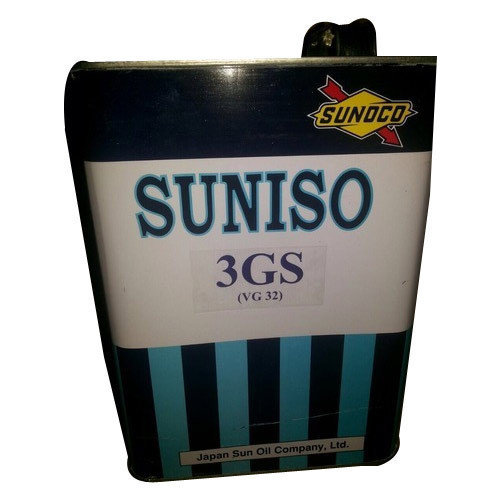 SUNOCO
SUNISO
3GS
(VG 32)
Japan Sun Oil Company, Ltd.